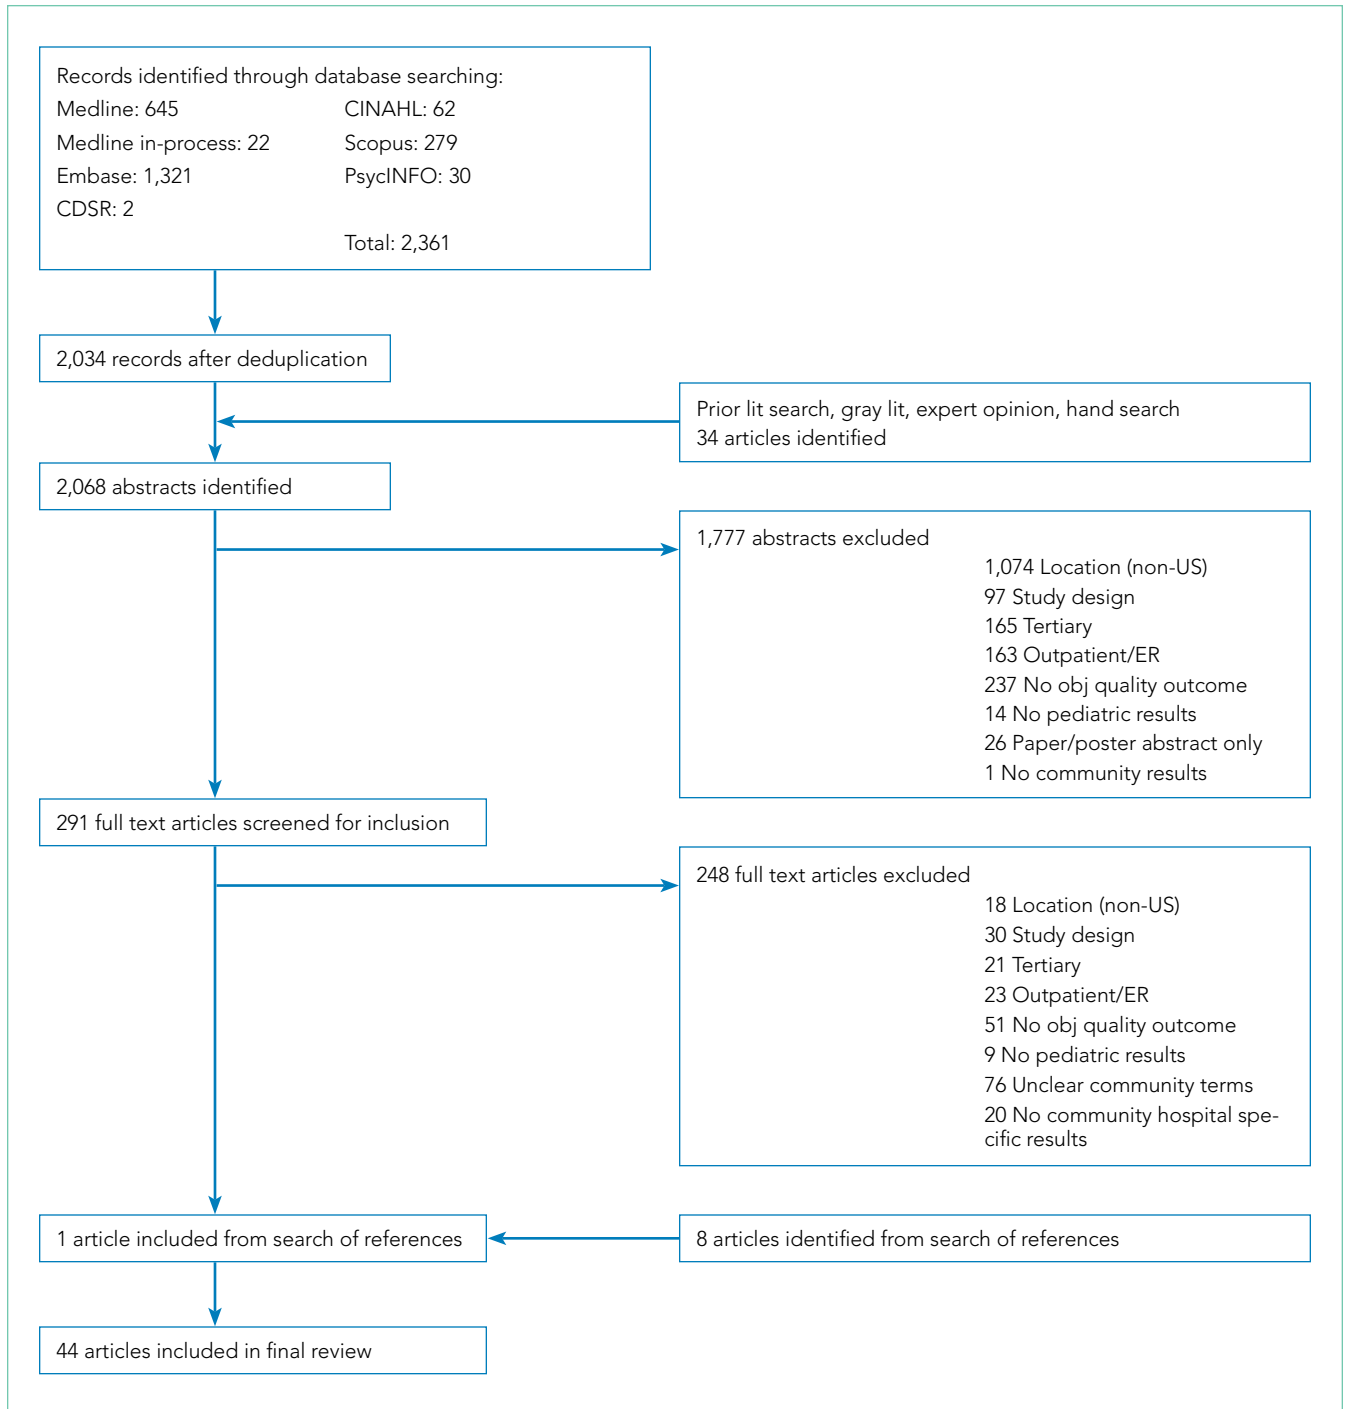 Records identified through database searching:
Medline: 645
CINAHL: 62
Medline in-process: 22
Scopus: 279
Embase: 1,321
PsycINFO: 30
CDSR: 2
Total: 2,361
2,034 records after deduplication
Prior lit search, gray lit, expert opinion, hand search
34 articles identified
2,068 abstracts identified
1,777 abstracts excluded
1,074 Location (non-US)
97 Study design
165 Tertiary
163 Outpatient/ER
237 No obj quality outcome
14 No pediatric results
26 Paper/poster abstract only
1 No community results
291 full text articles screened for inclusion
248 full text articles excluded
18 Location (non-US)
30 Study design
21 Tertiary
23 Outpatient/ER
51 No obj quality outcome
9 No pediatric results
76 Unclear community terms
20 No community hospital spe-
cific results
1 article included from search of references
8 articles identified from search of references
44 articles included in final review